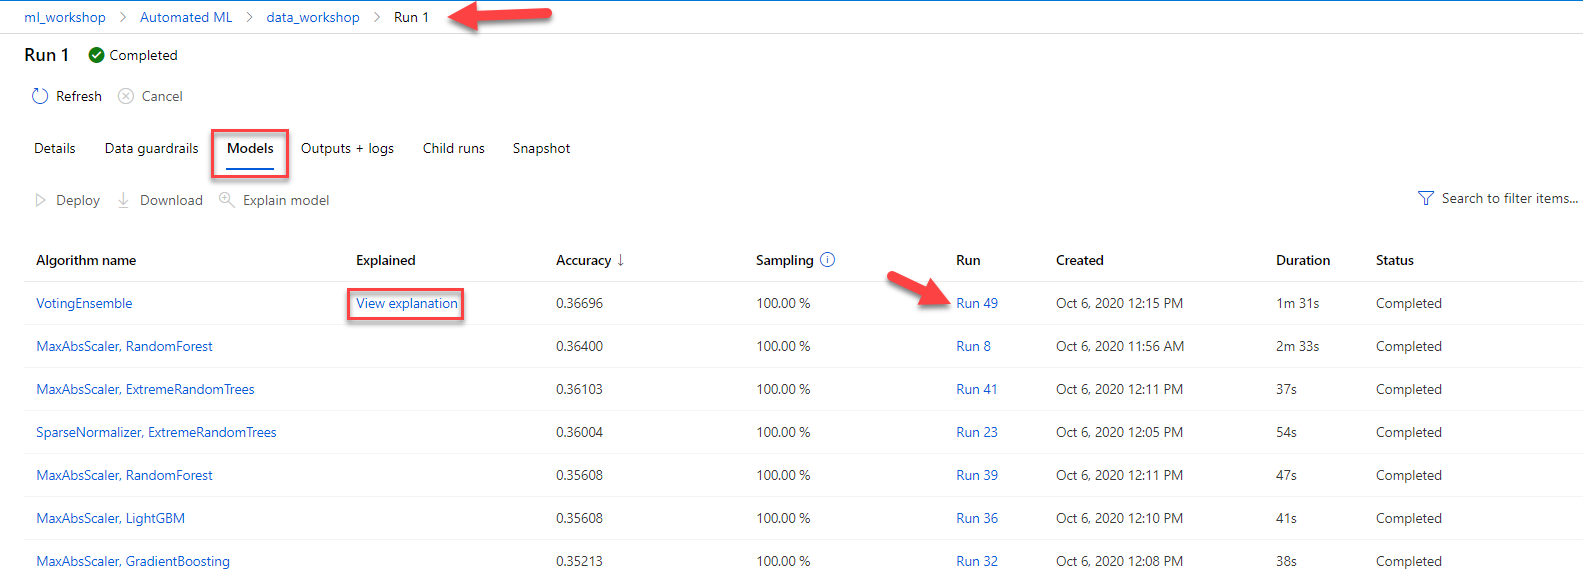 ml_workshop > Automated ML > data_workshop > Run 1
Run 1 Completed
Refresh Cancel
Details Data guardrails Models Outputs + logs Child runs Snapshot
Deploy Download Explain model Search to filter items...
Algorithm name Explained Accuracy ↓ Sampling Run Created Duration Status
VotingEnsemble View explanation 0.36696 100.00 % Run 49 Oct 6, 2020 12:15 PM 1m 31s Completed
MaxAbsScaler, RandomForest 0.36400 100.00 % Run 8 Oct 6, 2020 11:56 AM 2m 33s Completed
MaxAbsScaler, ExtremeRandomTrees 0.36103 100.00 % Run 41 Oct 6, 2020 12:11 PM 37s Completed
SparseNormalizer, ExtremeRandomTrees 0.36004 100.00 % Run 23 Oct 6, 2020 12:05 PM 54s Completed
MaxAbsScaler, RandomForest 0.35608 100.00 % Run 39 Oct 6, 2020 12:11 PM 47s Completed
MaxAbsScaler, LightGBM 0.35608 100.00 % Run 36 Oct 6, 2020 12:10 PM 41s Completed
MaxAbsScaler, GradientBoosting 0.35213 100.00 % Run 32 Oct 6, 2020 12:08 PM 38s Completed